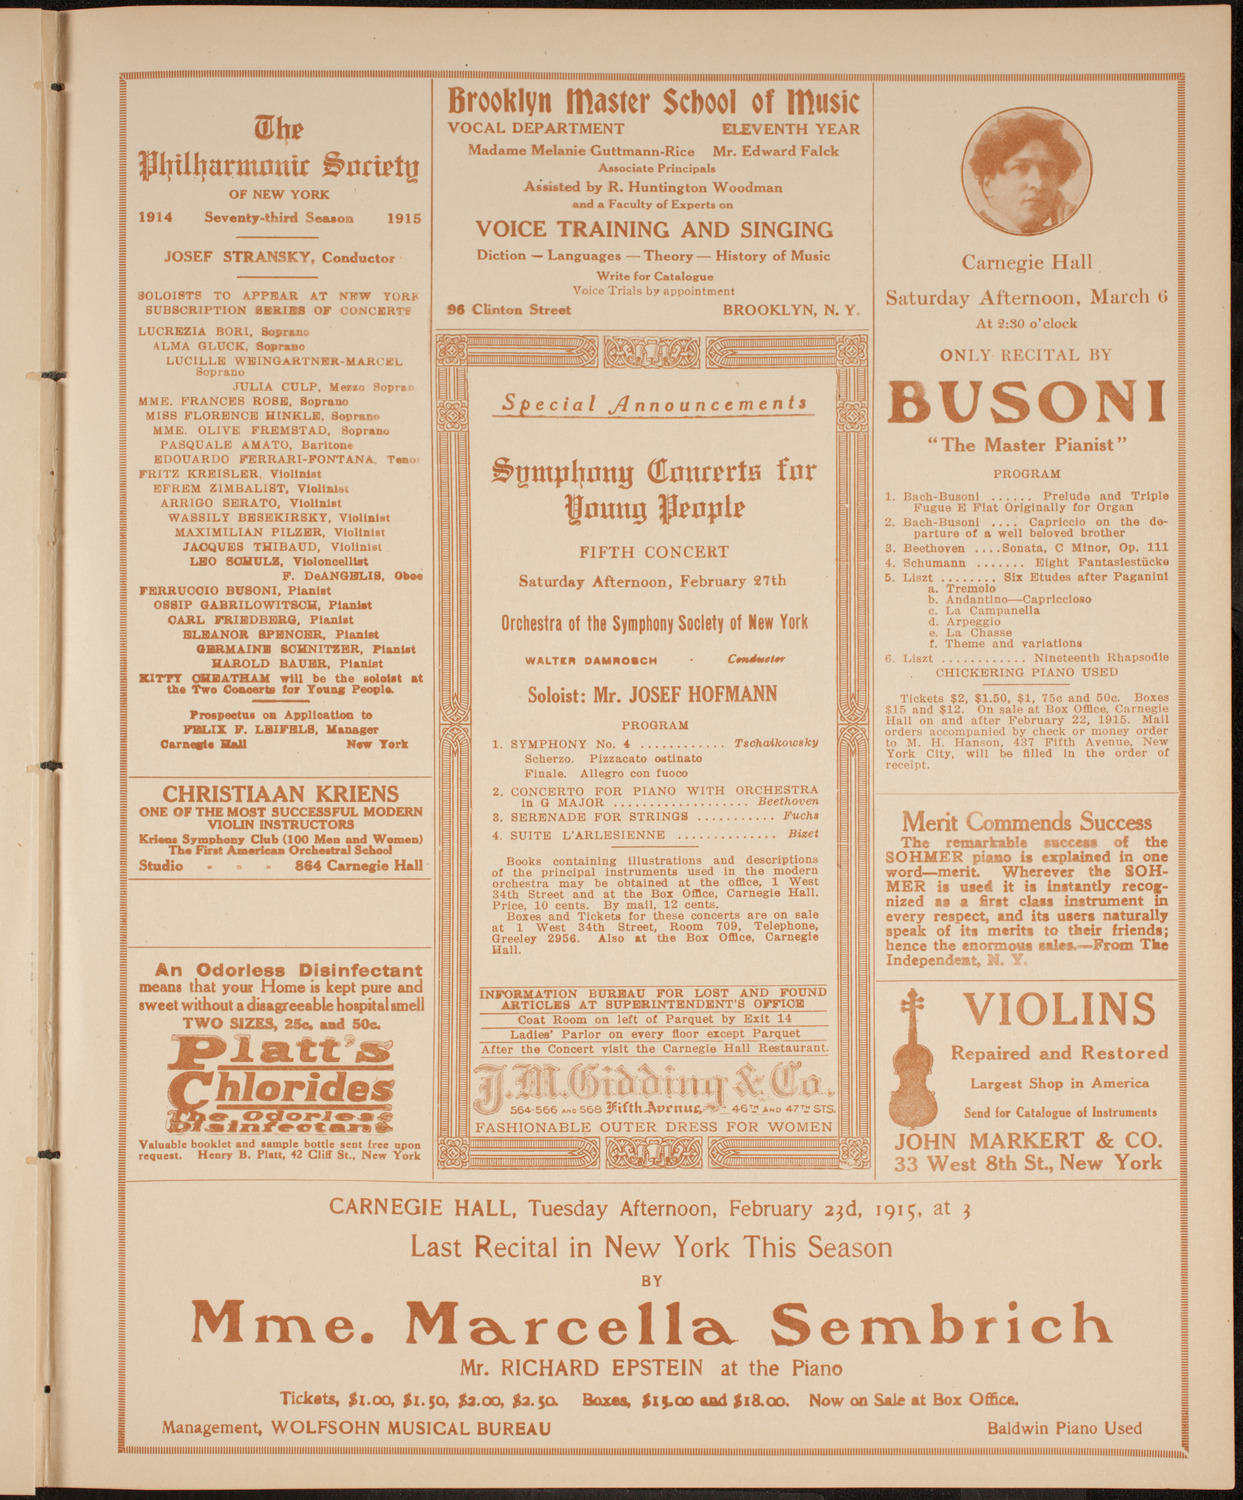 The
Philharmonic Society
OF NEW YORK
1914 Seventy-third Season 1915
JOSEF STRANSKY, Conductor
SOLOISTS TO APPEAR AT NEW YORK
SUBSCRIPTION SERIES OF CONCERTS
LUCREZIA BORI, Soprano
ALMA GLUCK, Soprano
LUCILLE WEINGARTNER-MARCEL
Soprano
JULIA CULP, Mezzo Sopran
MME. FRANCES ROSE, Soprano
MISS FLORENCE HINKLE, Soprano
MME. OLIVE FREMSTAD, Soprano
PASQUALE AMATO, Baritone
EDOUARDO FERRARI-FONTANA, Tenor
FRITZ KREISLER, Violinist
EFREM ZIMBALIST, Violinist
ARRIGO SERATO, Violinist
WASSILY BESEKIRSKY, Violinist
MAXIMILIAN PILZER, Violinist
JACQUES THIBAUD, Violinist
LEO SCHULZ, Violoncellist
F. DeANGELIS, Oboe
FERRUCCIO BUSONI, Pianist
OSSIP GABRILOWITSCH, Pianist
CARL FRIEDBERG, Pianist
ELEANOR SPENCER, Pianist
GERMAINE SCHNITZER, Pianist
HAROLD BAUER, Pianist
KITTY CHEATHAM will be the soloist at
the Two Concerts for Young People.
Prospectus on Application to
FELIX F. LEIFELS, Manager
Carnegie Hall New York
CHRISTIAAN KRIENS
ONE OF THE MOST SUCCESSFUL MODERN
VIOLIN INSTRUCTORS
Kriens Symphony Club (100 Men and Women)
The First American Orchestral School
Studio - - - 864 Carnegie Hall
An Odorless Disinfectant
means that your Home is kept pure and
sweet without a disagreeable hospital smell
TWO SIZES, 25c. and 50c.
Platt's
Chlorides
The Odorless
Disinfectant
Valuable booklet and sample bottle sent free upon
request. Henry B. Platt, 42 Cliff St., New York
Brooklyn Master School of Music
VOCAL DEPARTMENT ELEVENTH YEAR
Madame Melanie Guttmann-Rice Mr. Edward Falck
Associate Principals
Assisted by R. Huntington Woodman
and a Faculty of Experts on
VOICE TRAINING AND SINGING
Diction — Languages — Theory — History of Music
Write for Catalogue
Voice Trials by appointment
96 Clinton Street BROOKLYN, N. Y.
Special Announcements
Symphony Concerts for
Young People
FIFTH CONCERT
Saturday Afternoon, February 27th
Orchestra of the Symphony Society of New York
WALTER DAMROSCH - Conductor
Soloist: Mr. JOSEF HOFMANN
PROGRAM
1. SYMPHONY No. 4 ............ Tschaikowsky
Scherzo. Pizzacato ostinato
Finale. Allegro con fuoco
2. CONCERTO FOR PIANO WITH ORCHESTRA
in G MAJOR ................... Beethoven
3. SERENADE FOR STRINGS ........... Fuchs
4. SUITE L'ARLESIENNE .............. Bizet
Books containing illustrations and descriptions
of the principal instruments used in the modern
orchestra may be obtained at the office, 1 West
34th Street and at the Box Office, Carnegie Hall.
Price, 10 cents. By mail, 12 cents.
Boxes and Tickets for these concerts are on sale
at 1 West 34th Street, Room 709, Telephone,
Greeley 2956. Also at the Box Office, Carnegie
Hall.
INFORMATION BUREAU FOR LOST AND FOUND
ARTICLES AT SUPERINTENDENT'S OFFICE
Coat Room on left of Parquet by Exit 14
Ladies' Parlor on every floor except Parquet
After the Concert visit the Carnegie Hall Restaurant.
J.M. Gidding & Co.
564-566 AND 568 Fifth Avenue, 46TH AND 47TH STS.
FASHIONABLE OUTER DRESS FOR WOMEN
Carnegie Hall
Saturday Afternoon, March 6
At 2:30 o'clock
ONLY RECITAL BY
BUSONI
"The Master Pianist"
PROGRAM
1. Bach-Busoni ...... Prelude and Triple
Fugue E Flat Originally for Organ
2. Bach-Busoni .... Capriccio on the de-
parture of a well beloved brother
3. Beethoven ....Sonata, C Minor, Op. 111
4. Schumann ....... Eight Fantasiestücke
5. Liszt ........ Six Etudes after Paganini
a. Tremolo
b. Andantino—Capriccioso
c. La Campanella
d. Arpeggio
e. La Chasse
f. Theme and variations
6. Liszt ............ Nineteenth Rhapsodie
CHICKERING PIANO USED
Tickets $2, $1.50, $1, 75c and 50c. Boxes
$15 and $12. On sale at Box Office, Carnegie
Hall on and after February 22, 1915. Mail
orders accompanied by check or money order
to M. H. Hanson, 437 Fifth Avenue, New
York City, will be filled in the order of
receipt.
Merit Commends Success
The remarkable success of the
SOHMER piano is explained in one
word—merit. Wherever the SOH-
MER is used it is instantly recog-
nized as a first class instrument in
every respect, and its users naturally
speak of its merits to their friends;
hence the enormous sales.—From The
Independent, N. Y.
VIOLINS
Repaired and Restored
Largest Shop in America
Send for Catalogue of Instruments
JOHN MARKERT & CO.
33 West 8th St., New York
CARNEGIE HALL, Tuesday Afternoon, February 23d, 1915, at 3
Last Recital in New York This Season
BY
Mme. Marcella Sembrich
Mr. RICHARD EPSTEIN at the Piano
Tickets, $1.00, $1.50, $2.00, $2.50. Boxes, $15.00 and $18.00. Now on Sale at Box Office.
Management, WOLFSOHN MUSICAL BUREAU Baldwin Piano Used